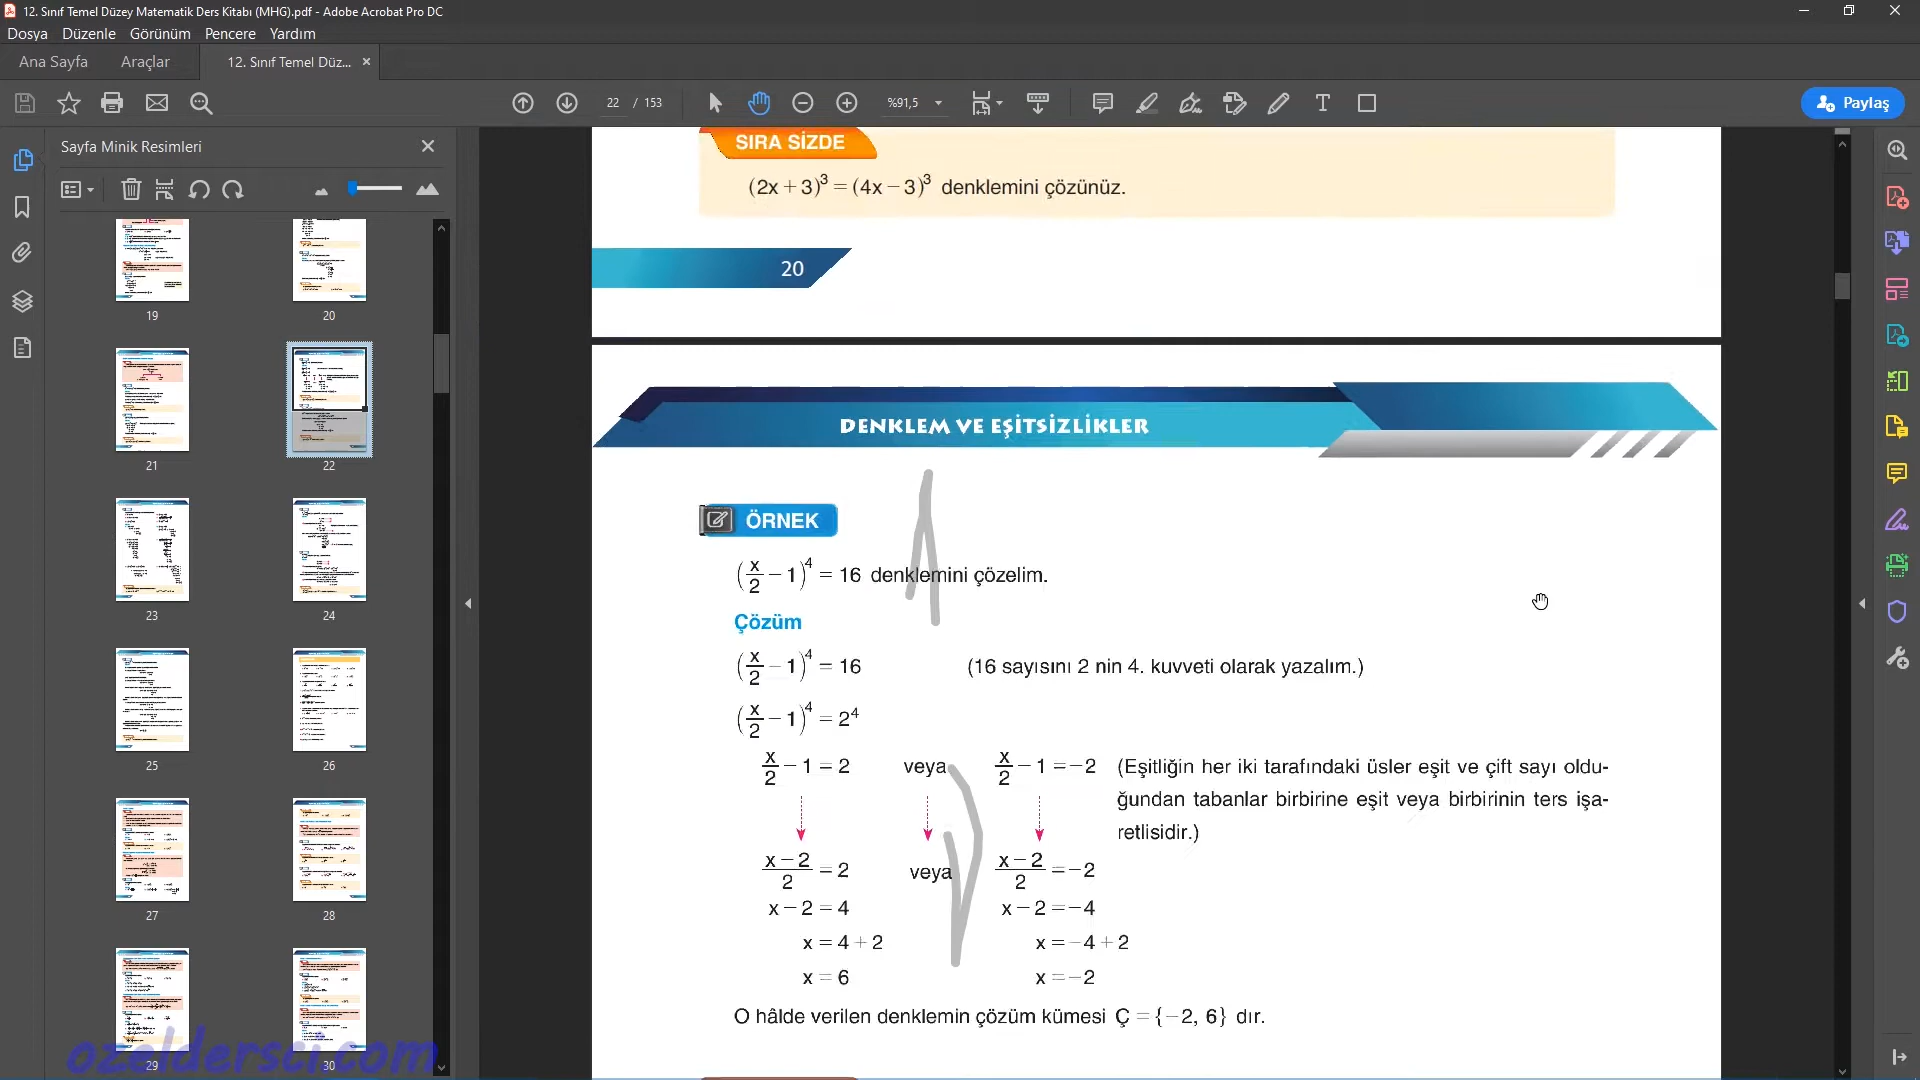 12. Sınıf Temel Düzey Matematik Ders Kitabı (MHG).pdf - Adobe Acrobat Pro DC
Dosya Düzenle Görünüm Pencere Yardım
Ana Sayfa Araçlar 12. Sınıf Temel Düz... ×
22 / 153 %91,5 Paylaş
Sayfa Minik Resimleri
19 20
21 22
23 24
25 26
27 28
29 30
ozeldersci.com
SIRA SİZDE
(2x + 3)³ = (4x − 3)³ denklemini çözünüz.
20
DENKLEM VE EŞİTSİZLİKLER
ÖRNEK
(x/2 − 1)⁴ = 16 denklemini çözelim.
Çözüm
(x/2 − 1)⁴ = 16 (16 sayısını 2 nin 4. kuvveti olarak yazalım.)
(x/2 − 1)⁴ = 2⁴
x/2 − 1 = 2 veya x/2 − 1 = −2 (Eşitliğin her iki tarafındaki üsler eşit ve çift sayı oldu-
ğundan tabanlar birbirine eşit veya birbirinin ters işa-
retlisidir.)
(x − 2)/2 = 2 veya (x − 2)/2 = −2
x − 2 = 4 x − 2 = −4
x = 4 + 2 x = −4 + 2
x = 6 x = −2
O hâlde verilen denklemin çözüm kümesi Ç = {−2, 6} dır.